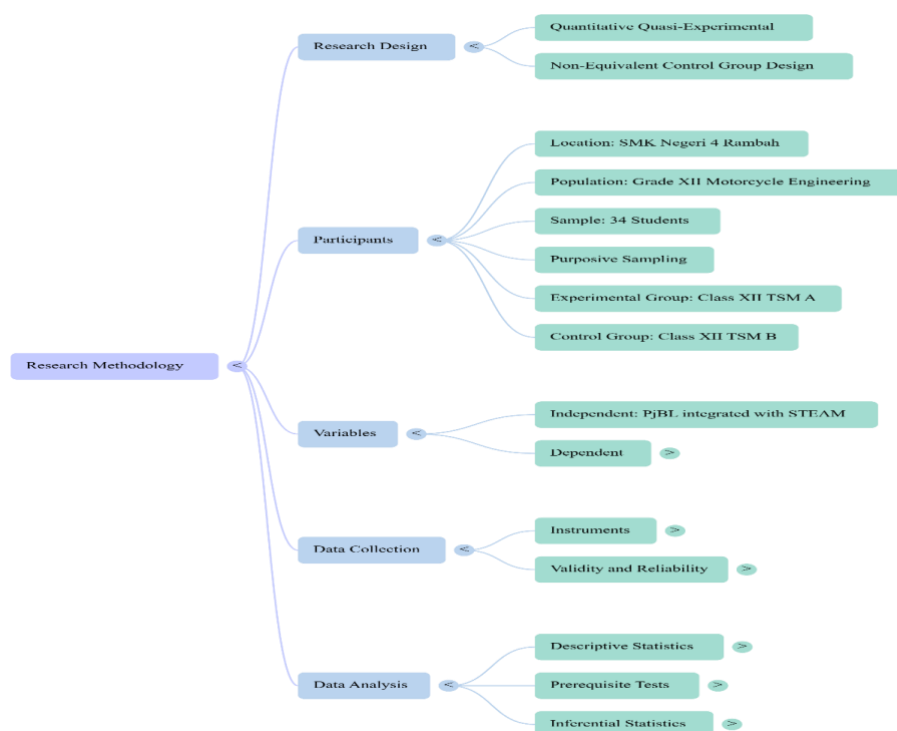 Research Methodology
Research Design
Quantitative Quasi-Experimental
Non-Equivalent Control Group Design
Participants
Location: SMK Negeri 4 Rambah
Population: Grade XII Motorcycle Engineering
Sample: 34 Students
Purposive Sampling
Experimental Group: Class XII TSM A
Control Group: Class XII TSM B
Variables
Independent: PjBL integrated with STEAM
Dependent
Data Collection
Instruments
Validity and Reliability
Data Analysis
Descriptive Statistics
Prerequisite Tests
Inferential Statistics